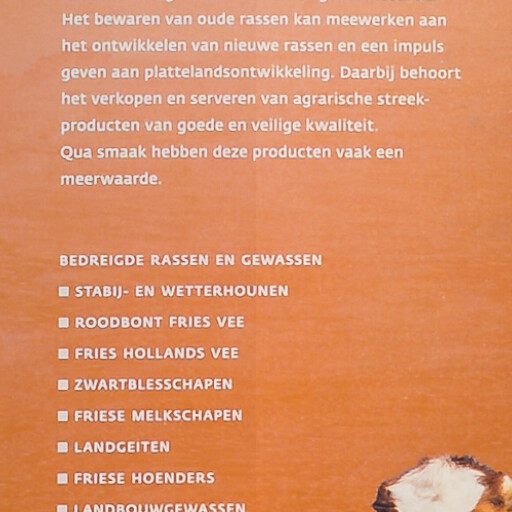 Het bewaren van oude rassen kan meewerken aan
het ontwikkelen van nieuwe rassen en een impuls
geven aan plattelandsontwikkeling. Daarbij behoort
het verkopen en serveren van agrarische streek-
producten van goede en veilige kwaliteit.
Qua smaak hebben deze producten vaak een
meerwaarde.
BEDREIGDE RASSEN EN GEWASSEN
STABIJ- EN WETTERHOUNEN
ROODBONT FRIES VEE
FRIES HOLLANDS VEE
ZWARTBLESSCHAPEN
FRIESE MELKSCHAPEN
LANDGEITEN
FRIESE HOENDERS
LANDBOUWGEWASSEN